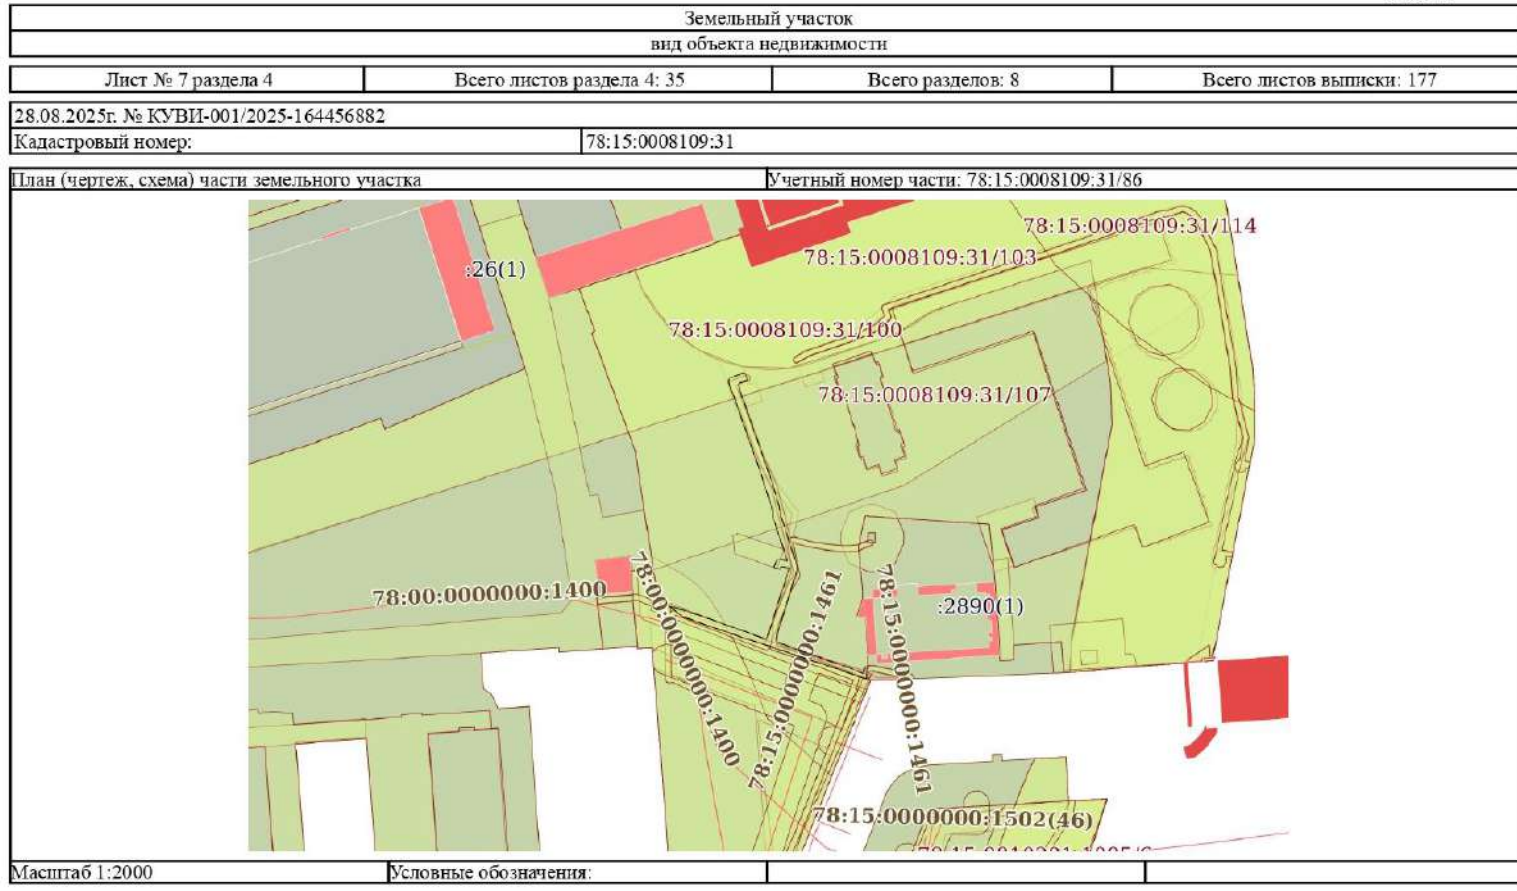 Земельный участок
вид объекта недвижимости
Лист № 7 раздела 4 Всего листов раздела 4: 35 Всего разделов: 8 Всего листов выписки: 177
28.08.2025г. № КУВИ-001/2025-164456882
Кадастровый номер: 78:15:0008109:31
План (чертеж, схема) части земельного участка Учетный номер части: 78:15:0008109:31/86
78:15:0008109:31/114
78:15:0008109:31/103
:26(1)
78:15:0008109:31/100
78:15:0008109:31/107
78:00:0000000:1400
78:00:0000000:1400
78:15:0000000:1461
78:15:0000000:1461
:2890(1)
78:15:0000000:1502(46)
Масштаб 1:2000 Условные обозначения: